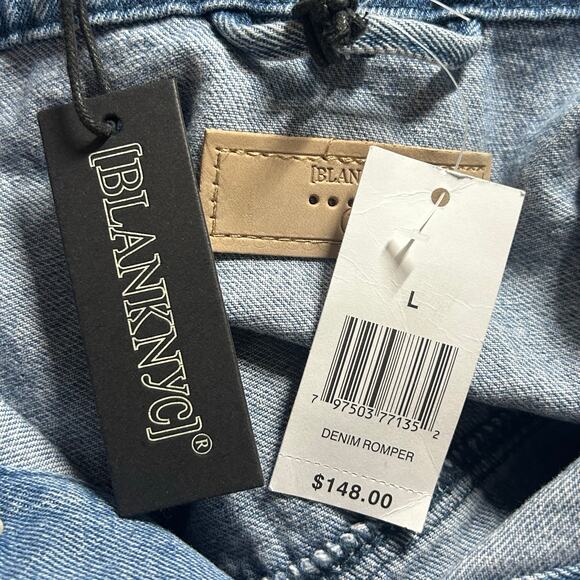 [BLANKNYC]®
[BLAN
L
7 97503 77135 2
DENIM ROMPER
$148.00